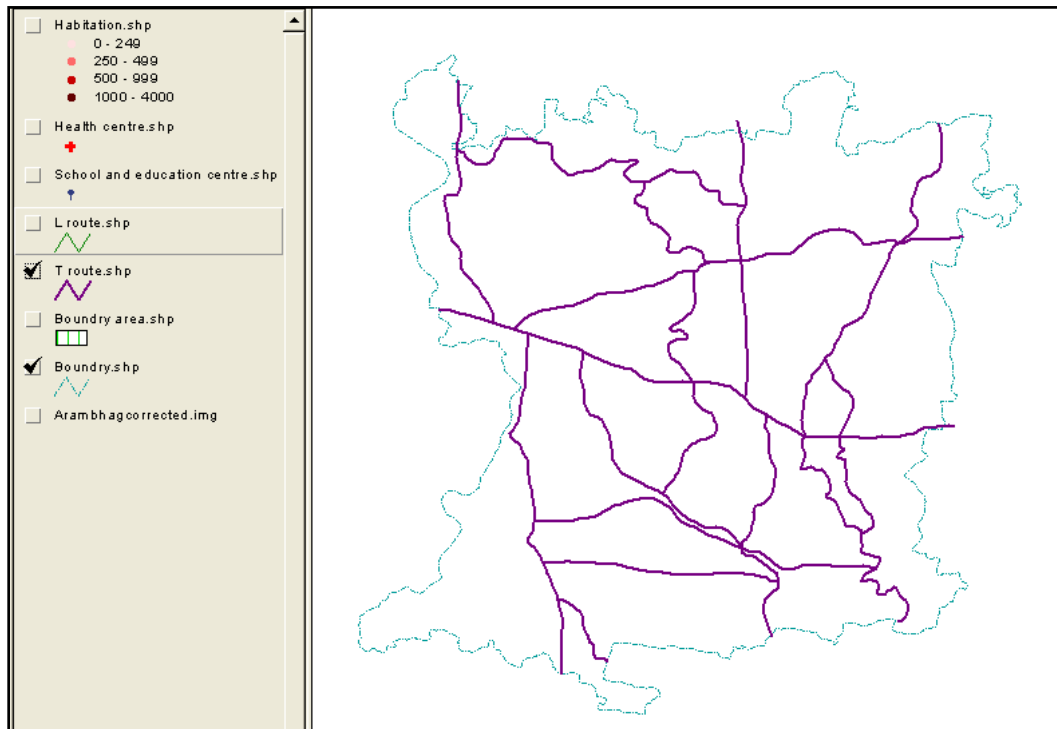 Habitation.shp
0 - 249
250 - 499
500 - 999
1000 - 4000
Health centre.shp
School and education centre.shp
L route.shp
T route.shp
Boundry area.shp
Boundry.shp
Arambhagcorrected.img